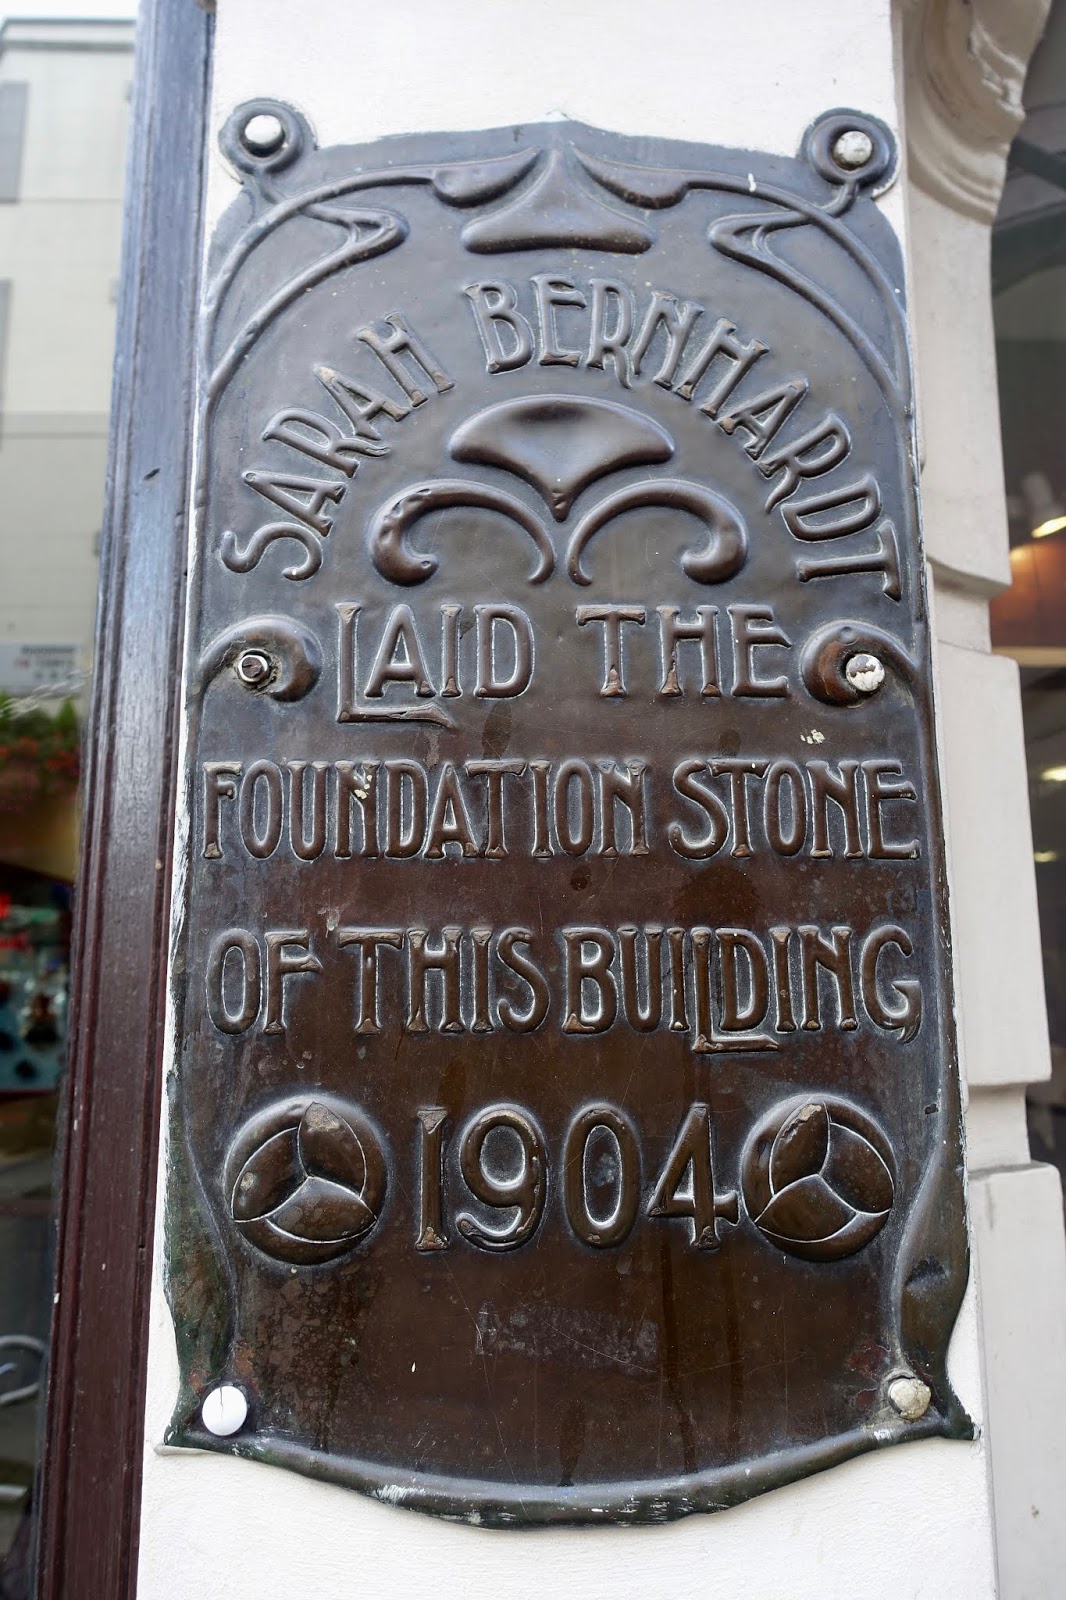 SARAH BERNHARDT
LAID THE
FOUNDATION STONE
OF THIS BUILDING
1904